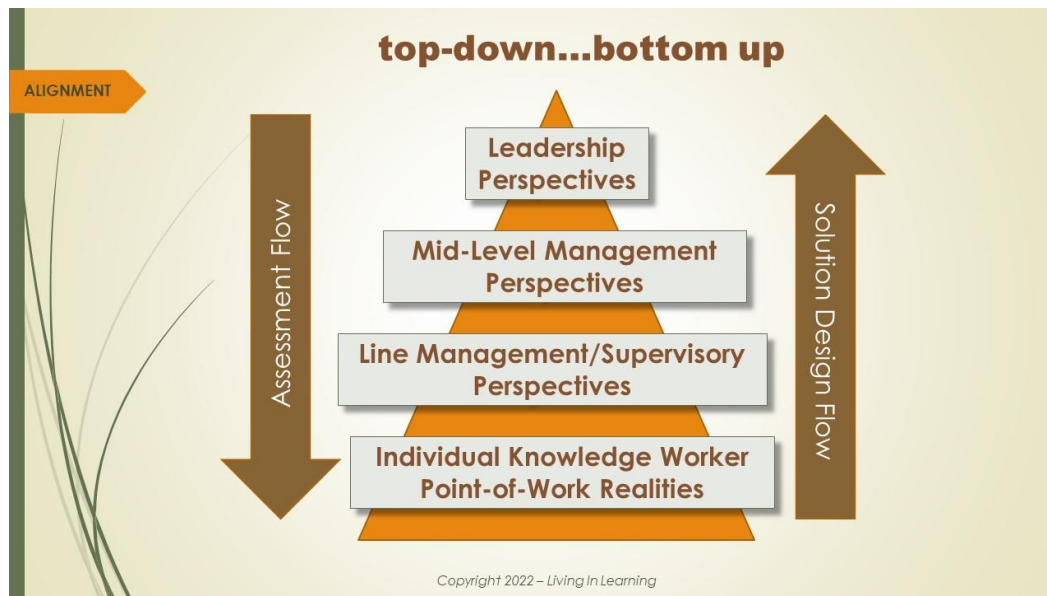 top-down...bottom up
ALIGNMENT
Assessment Flow
Leadership
Perspectives
Mid-Level Management
Perspectives
Line Management/Supervisory
Perspectives
Individual Knowledge Worker
Point-of-Work Realities
Solution Design Flow
Copyright 2022 – Living In Learning